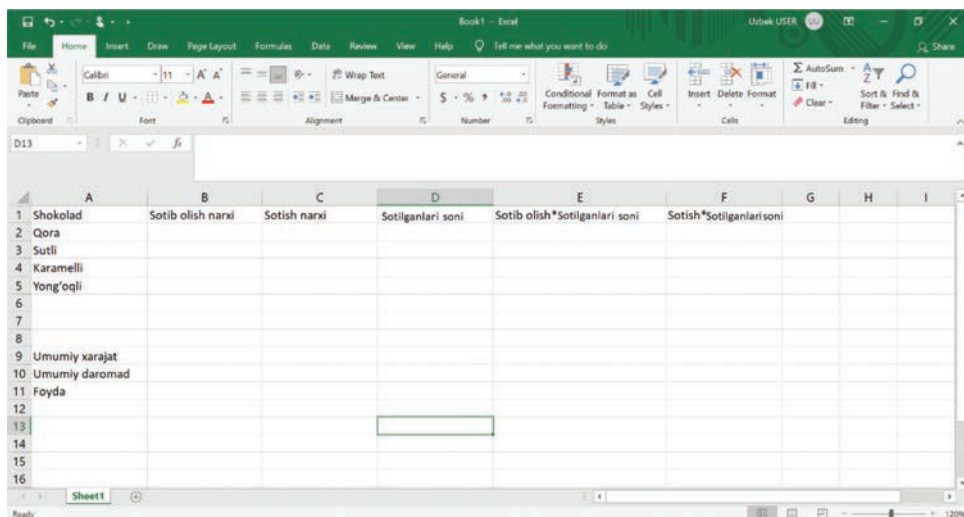 Book1 - Excel Uzbek USER UU
File Home Insert Draw Page Layout Formulas Data Review View Help Tell me what you want to do Share
Paste Calibri 11 A A Wrap Text General Conditional Formatting Format as Table Cell Styles Insert Delete Format AutoSum Fill Clear Sort & Filter Find & Select
B I U A Merge & Center $ % ,
Clipboard Font Alignment Number Styles Cells Editing
D13 fx
A B C D E F G H I
1 Shokolad Sotib olish narxi Sotish narxi Sotilganlari soni Sotib olish*Sotilganlari soni Sotish*Sotilganlari soni
2 Qora
3 Sutli
4 Karamelli
5 Yong'oqli
6
7
8
9 Umumiy xarajat
10 Umumiy daromad
11 Foyda
12
13
14
15
16
Sheet1
Ready 120%